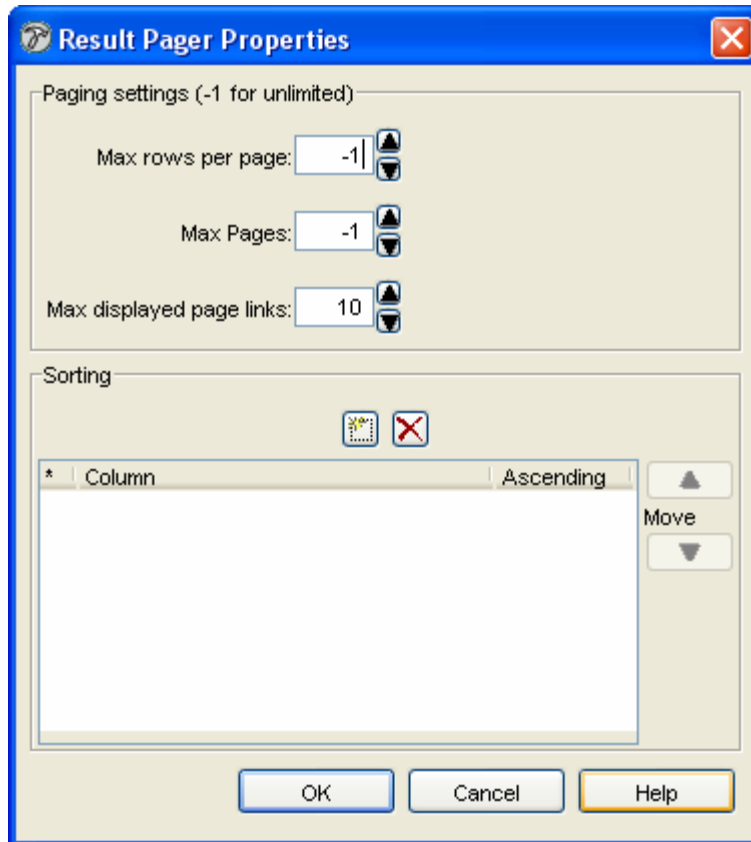 Result Pager Properties
Paging settings (-1 for unlimited)
Max rows per page: -1
Max Pages: -1
Max displayed page links: 10
Sorting
* Column Ascending
Move
OK Cancel Help